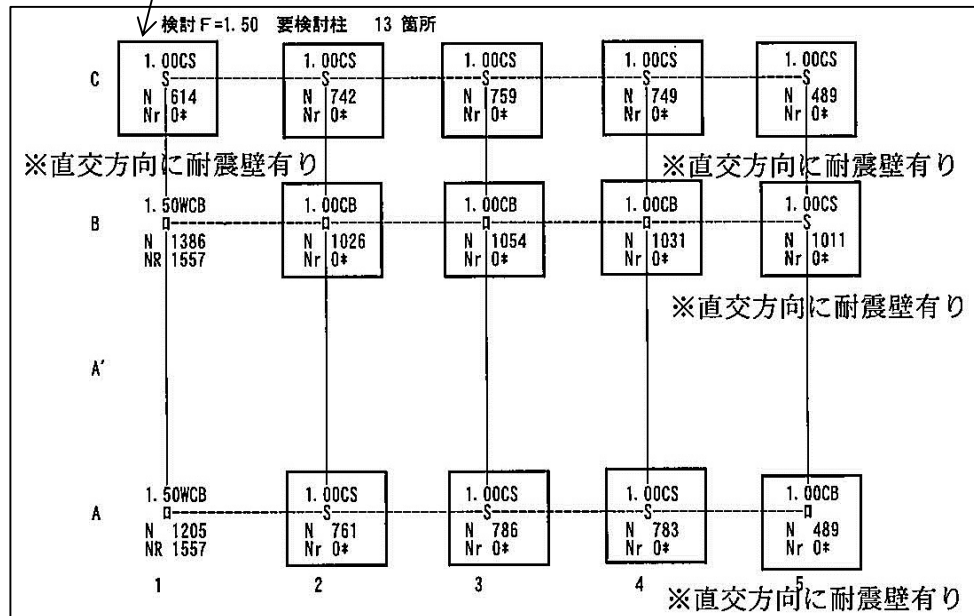 検討F=1.50 要検討柱 13 箇所
C
1.00CS
S
N 614
Nr 0*
1.00CS
S
N 742
Nr 0*
1.00CS
S
N 759
Nr 0*
1.00CS
S
N 749
Nr 0*
1.00CS
S
N 489
Nr 0*
※直交方向に耐震壁有り
※直交方向に耐震壁有り
B
1.50WCB
N 1386
NR 1557
1.00CB
N 1026
Nr 0*
1.00CB
N 1054
Nr 0*
1.00CB
N 1031
Nr 0*
1.00CS
S
N 1011
Nr 0*
※直交方向に耐震壁有り
A'
A
1.50WCB
N 1205
NR 1557
1.00CS
S
N 761
Nr 0*
1.00CS
S
N 786
Nr 0*
1.00CS
S
N 783
Nr 0*
1.00CB
N 489
Nr 0*
1 2 3 4 5
※直交方向に耐震壁有り